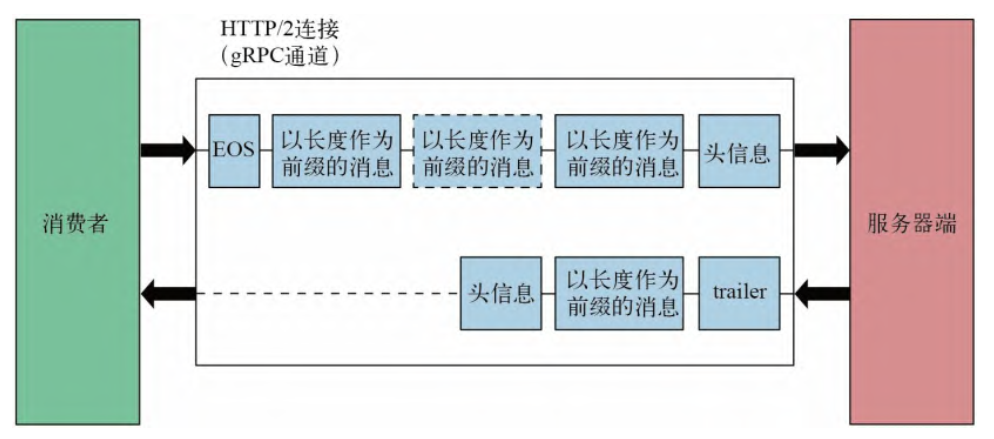 HTTP/2连接
（gRPC通道）
消费者
EOS
以长度作为
前缀的消息
以长度作为
前缀的消息
以长度作为
前缀的消息
头信息
头信息
以长度作为
前缀的消息
trailer
服务器端